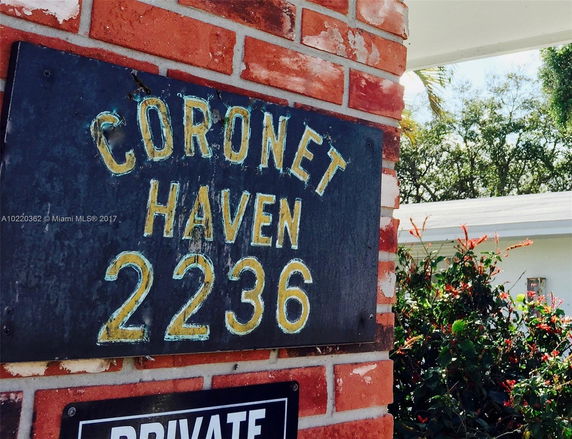 CORONET
HAVEN
2236
PRIVATE
A10220362 © Miami MLS® 2017